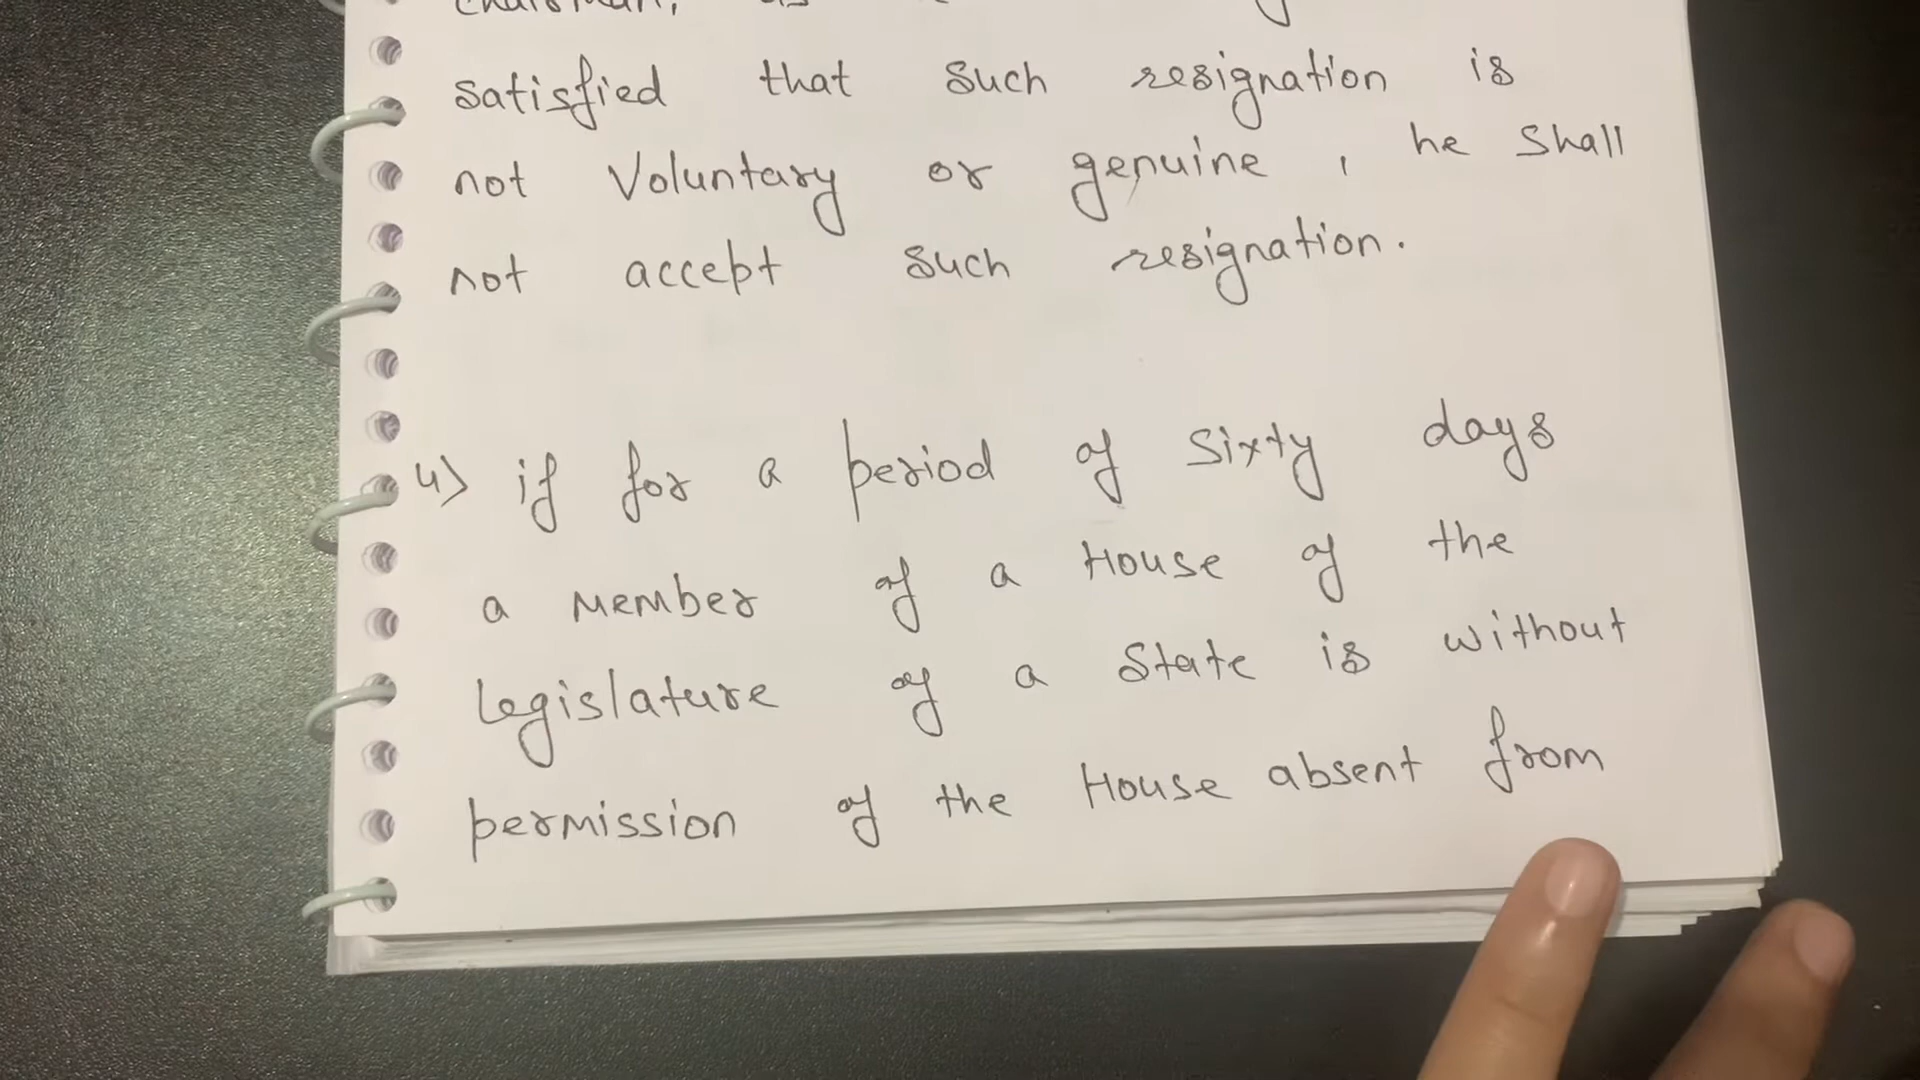 satisfied that such resignation is
not Voluntary or genuine , he shall
not accept such resignation.
4) if for a period of sixty days
a member of a House of the
legislature of a State is without
permission of the House absent from